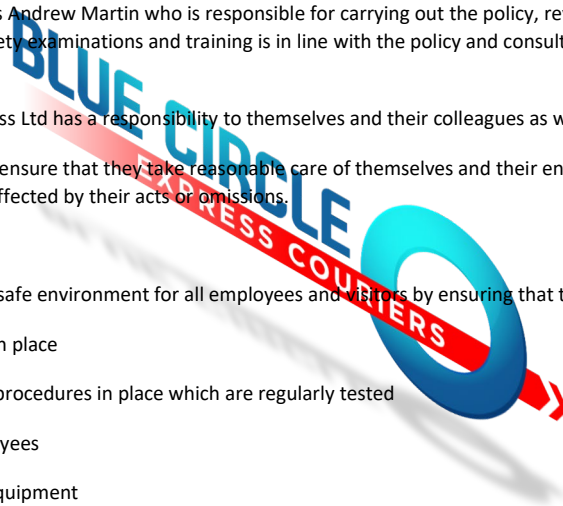 s Andrew Martin who is responsible for carrying out the policy, re
ety examinations and training is in line with the policy and consult
ss Ltd has a responsibility to themselves and their colleagues as w
ensure that they take reasonable care of themselves and their en
ffected by their acts or omissions.
safe environment for all employees and visitors by ensuring that t
n place
procedures in place which are regularly tested
yees
quipment
BLUE CIRCLE
EXPRESS COURIERS